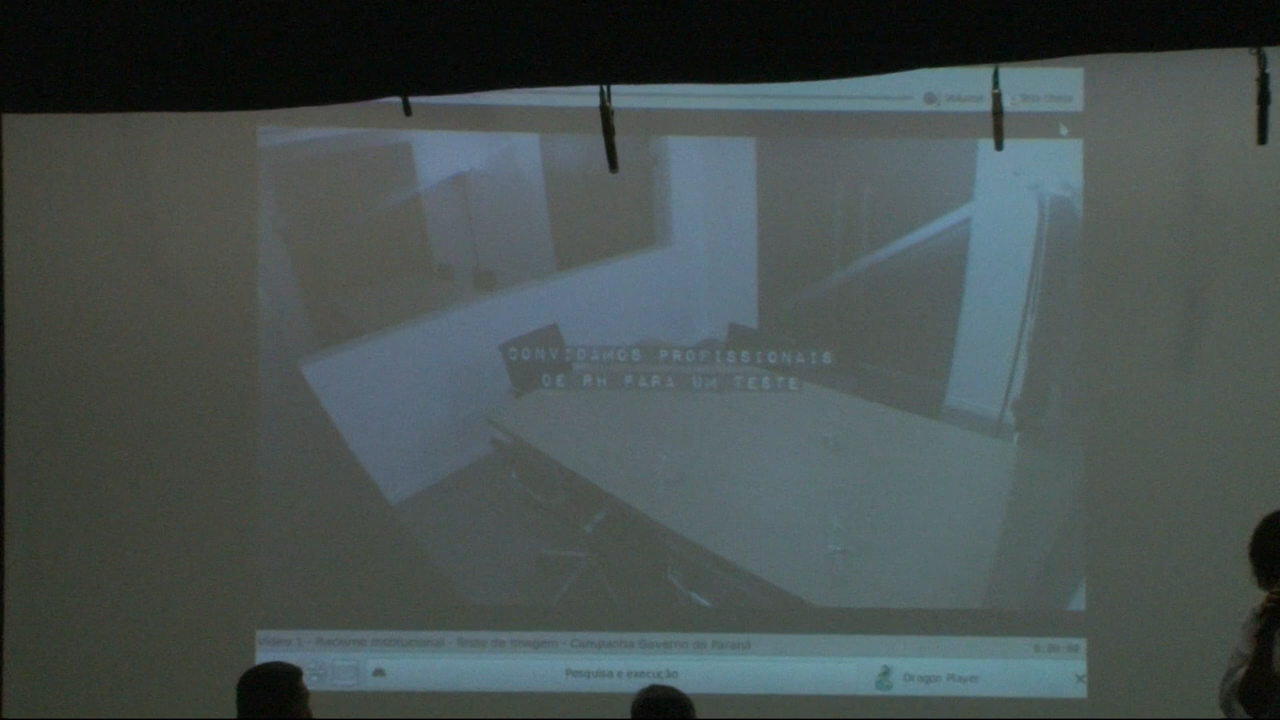 Volume
CONVIDAMOS PROFISSIONAIS
DE RH PARA UM TESTE
Vídeo 1 - Racismo Institucional - Teste de Imagem - Campanha Governo do Paraná
Pesquisa e execução
Dragon Player